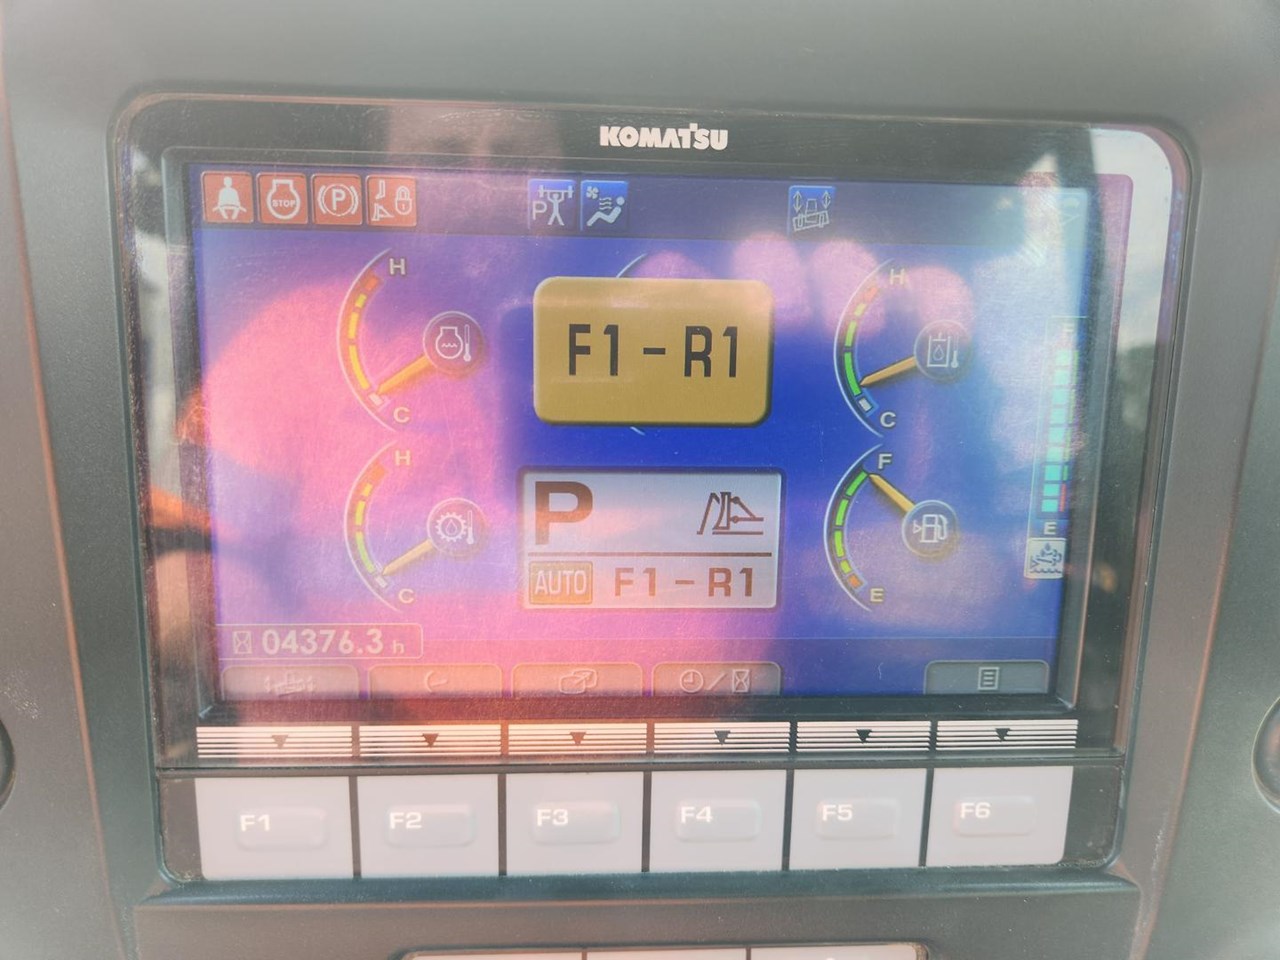 KOMATSU
STOP
P
P
H
C
F1 - R1
H
C
H
C
P
AUTO F1 - R1
F
E
E
04376.3 h
F1 F2 F3 F4 F5 F6